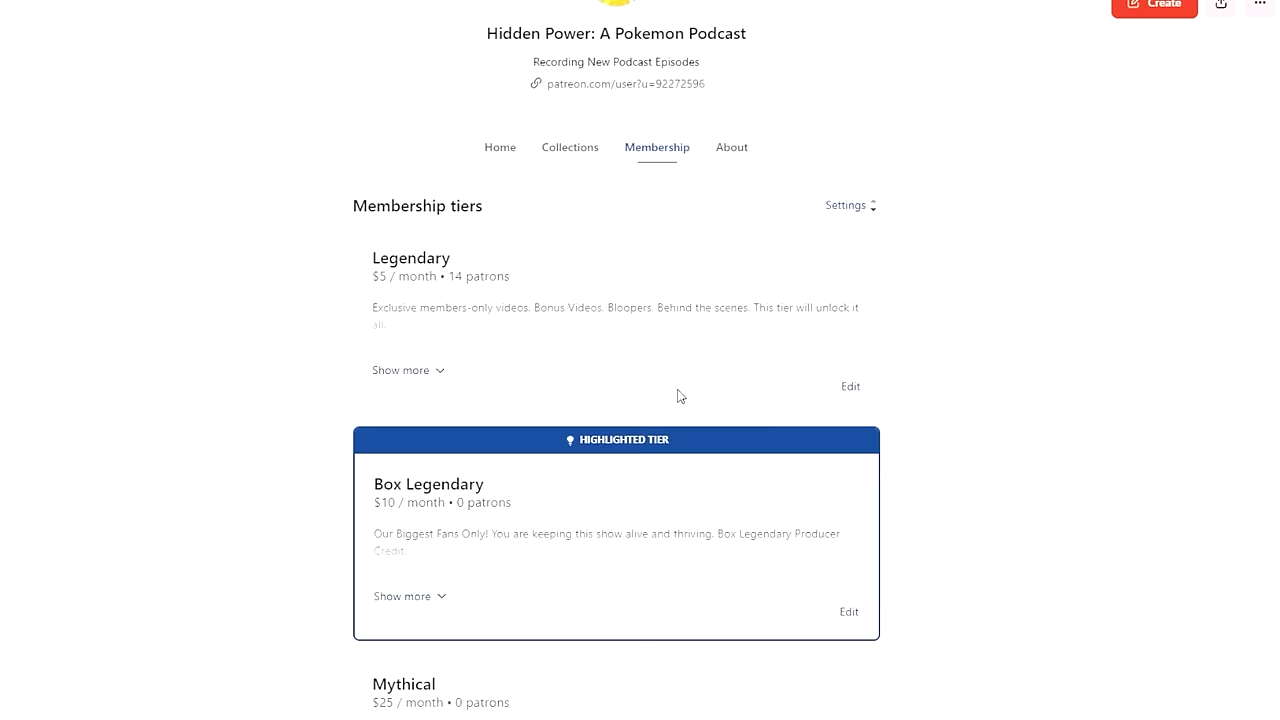 Create
Hidden Power: A Pokemon Podcast
Recording New Podcast Episodes
patreon.com/user?u=92272596
Home Collections Membership About
Membership tiers
Settings
Legendary
$5 / month • 14 patrons
Exclusive members-only videos. Bonus Videos. Bloopers. Behind the scenes. This tier will unlock it
all.
Show more
Edit
HIGHLIGHTED TIER
Box Legendary
$10 / month • 0 patrons
Our Biggest Fans Only! You are keeping this show alive and thriving. Box Legendary Producer
Credit.
Show more
Edit
Mythical
$25 / month • 0 patrons